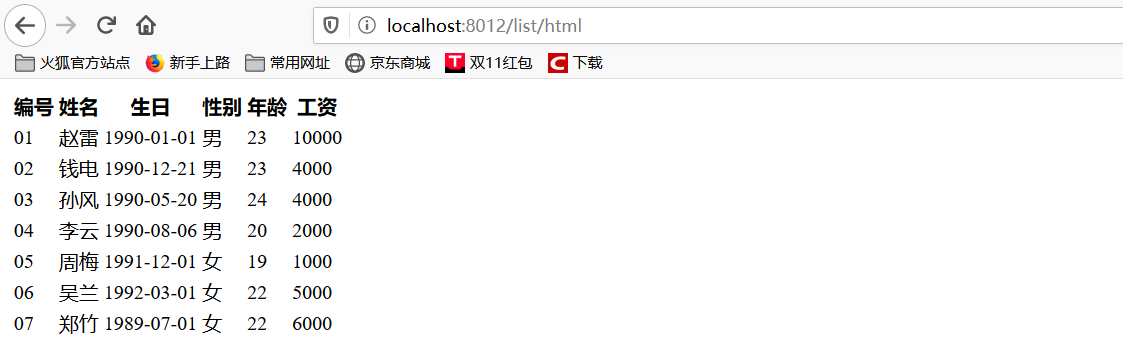 localhost:8012/list/html
火狐官方站点 新手上路 常用网址 京东商城 T 双11红包 C 下载
编号 姓名 生日 性别 年龄 工资
01 赵雷 1990-01-01 男 23 10000
02 钱电 1990-12-21 男 23 4000
03 孙风 1990-05-20 男 24 4000
04 李云 1990-08-06 男 20 2000
05 周梅 1991-12-01 女 19 1000
06 吴兰 1992-03-01 女 22 5000
07 郑竹 1989-07-01 女 22 6000